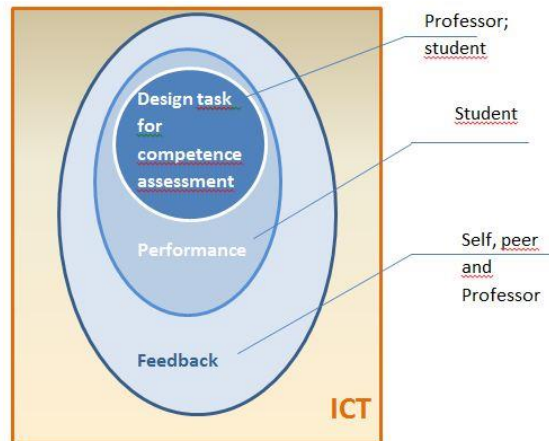 Professor;
student
Design task
for
competence
assessment
Student
Performance
Self, peer
and
Professor
Feedback
ICT